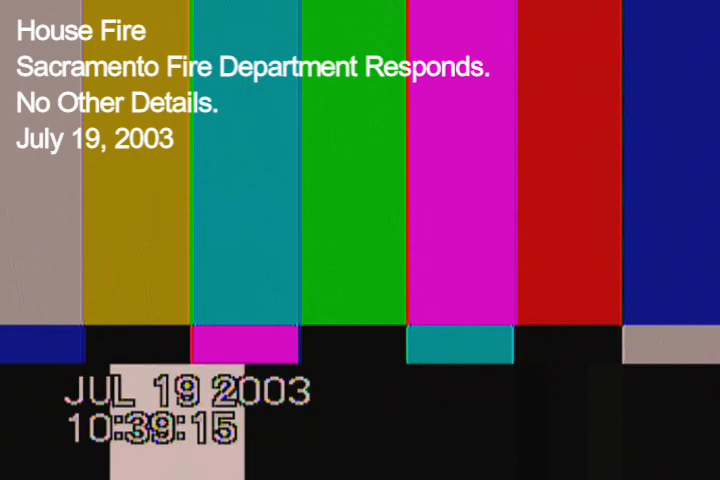 House Fire
Sacramento Fire Department Responds.
No Other Details.
July 19, 2003
JUL 19 2003
10:39:15